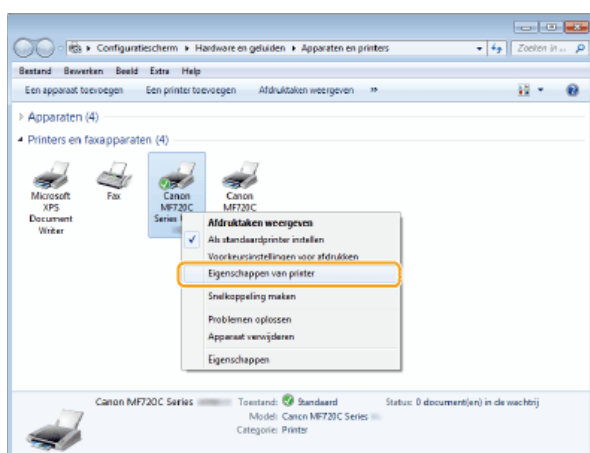 Configuratiescherm ▸ Hardware en geluiden ▸ Apparaten en printers
Zoeken in ...
Bestand Bewerken Beeld Extra Help
Een apparaat toevoegen Een printer toevoegen Afdruktaken weergeven »
Apparaten (4)
Printers en faxapparaten (4)
Microsoft XPS Document Writer
Fax
Canon MF720C Series
Canon MF720C
Afdruktaken weergeven
Als standaardprinter instellen
Voorkeursinstellingen voor afdrukken
Eigenschappen van printer
Snelkoppeling maken
Problemen oplossen
Apparaat verwijderen
Eigenschappen
Canon MF720C Series Toestand: Standaard Status: 0 document(en) in de wachtrij
Model: Canon MF720C Series
Categorie: Printer